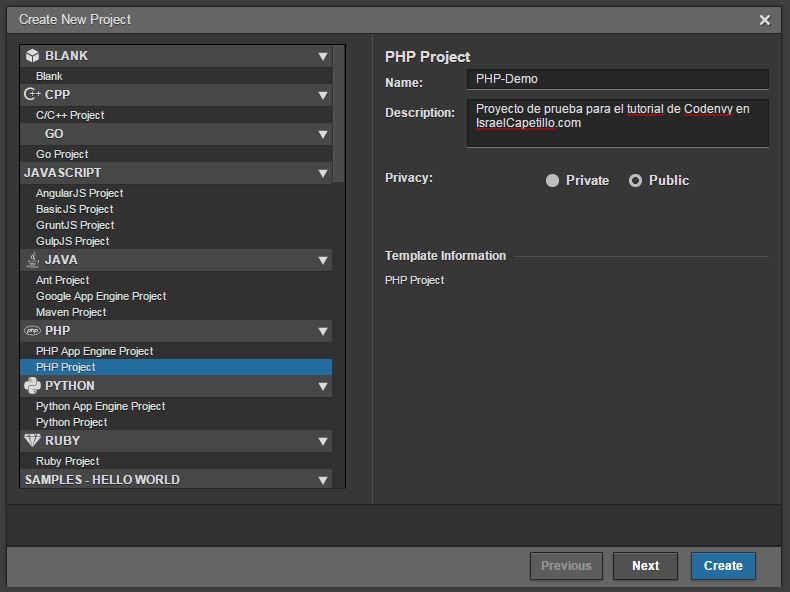 Create New Project
BLANK
Blank
CPP
C/C++ Project
GO
Go Project
JAVASCRIPT
AngularJS Project
BasicJS Project
GruntJS Project
GulpJS Project
JAVA
Ant Project
Google App Engine Project
Maven Project
php PHP
PHP App Engine Project
PHP Project
PYTHON
Python App Engine Project
Python Project
RUBY
Ruby Project
SAMPLES - HELLO WORLD
PHP Project
Name: PHP-Demo
Description: Proyecto de prueba para el tutorial de Codenvy en
IsraelCapetillo.com
Privacy: Private Public
Template Information
PHP Project
Previous Next Create